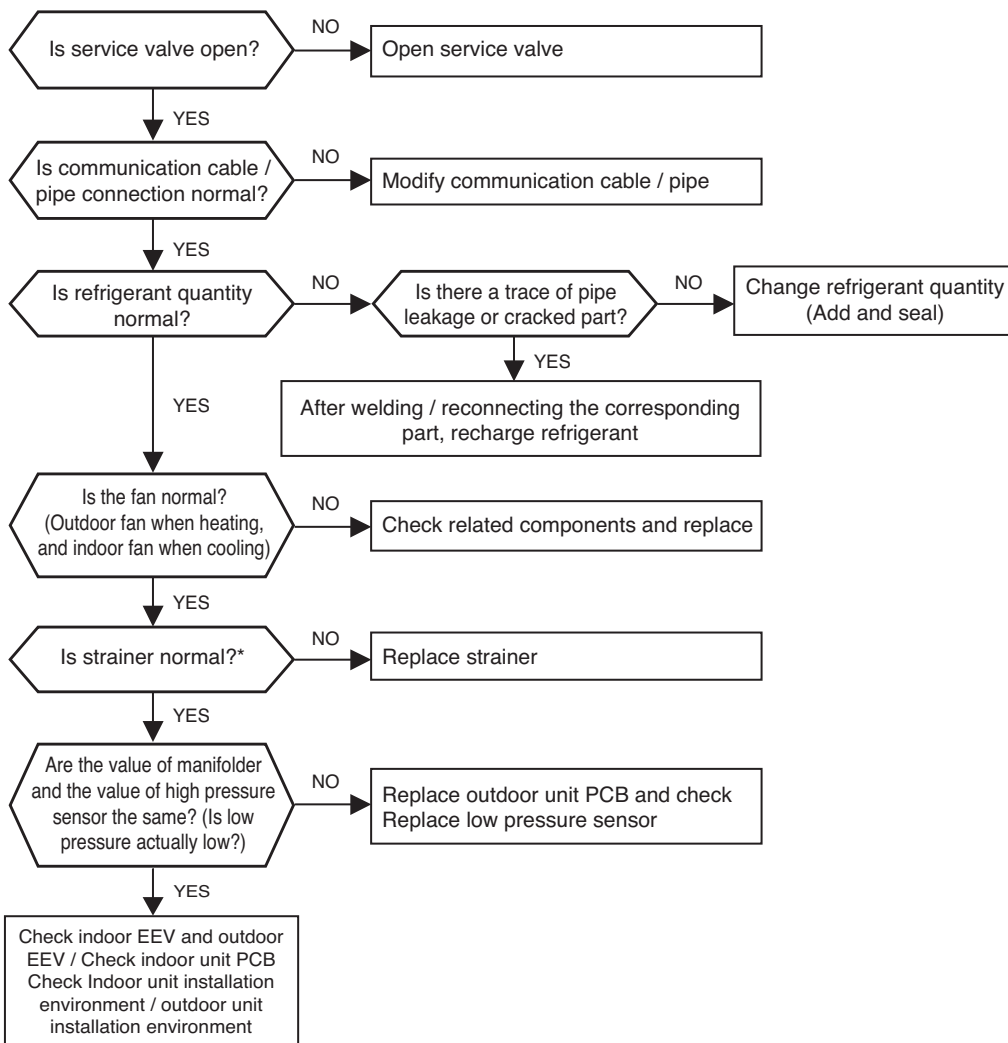 Is service valve open?
NO
Open service valve
YES
Is communication cable /
pipe connection normal?
NO
Modify communication cable / pipe
YES
Is refrigerant quantity
normal?
NO
Is there a trace of pipe
leakage or cracked part?
NO
Change refrigerant quantity
(Add and seal)
YES
After welding / reconnecting the corresponding
part, recharge refrigerant
YES
Is the fan normal?
(Outdoor fan when heating,
and indoor fan when cooling)
NO
Check related components and replace
YES
Is strainer normal?*
NO
Replace strainer
YES
Are the value of manifolder
and the value of high pressure
sensor the same? (Is low
pressure actually low?)
NO
Replace outdoor unit PCB and check
Replace low pressure sensor
YES
Check indoor EEV and outdoor
EEV / Check indoor unit PCB
Check Indoor unit installation
environment / outdoor unit
installation environment